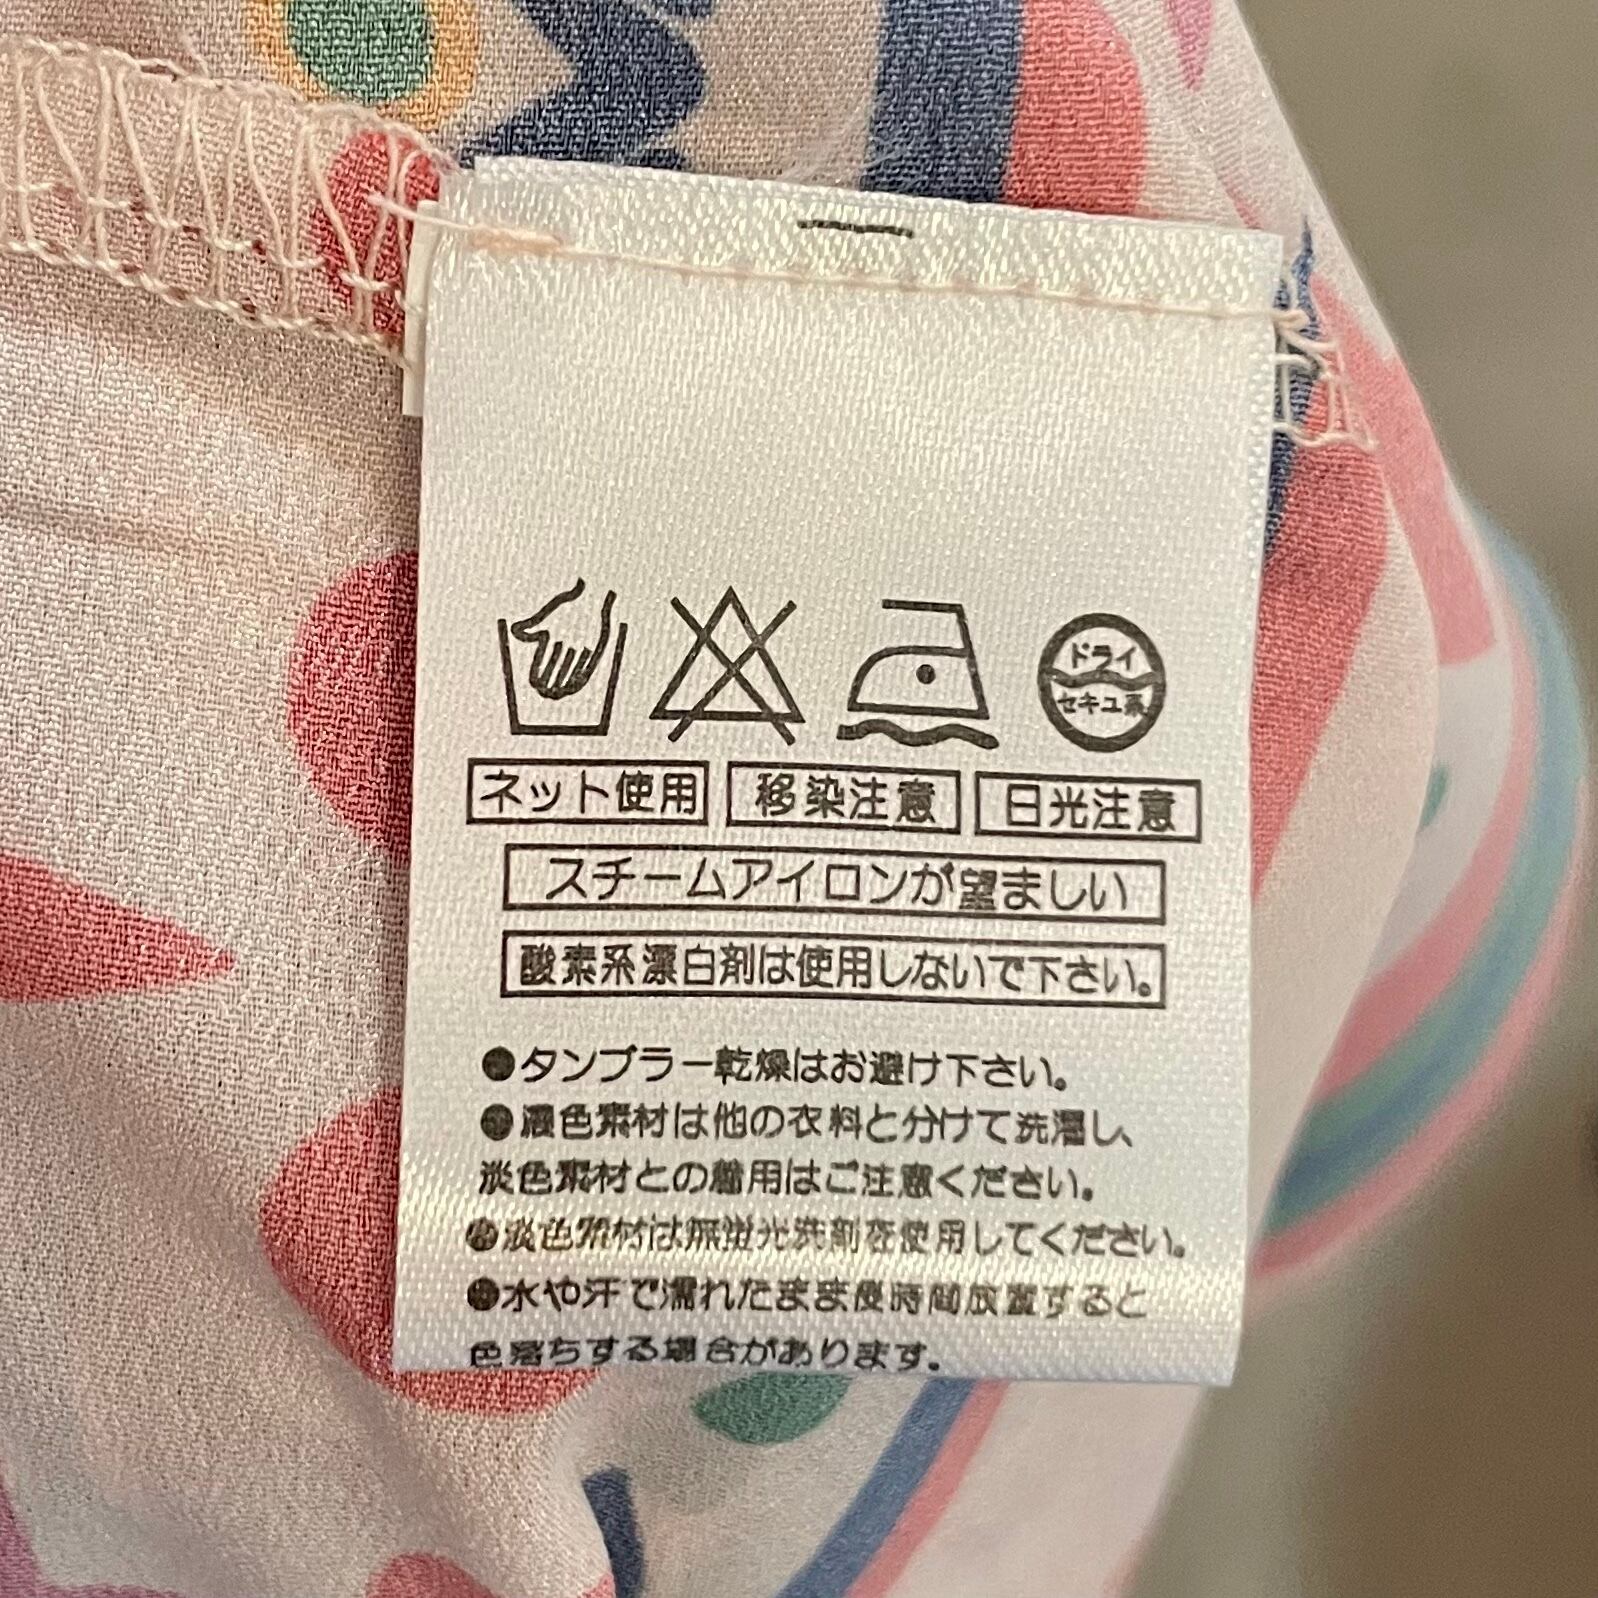 ドライ
セキユ系
ネット使用 移染注意 日光注意
スチームアイロンが望ましい
酸素系漂白剤は使用しないで下さい。
●タンブラー乾燥はお避け下さい。
●濃色素材は他の衣料と分けて洗濯し、
淡色素材との着用はご注意ください。
●淡色素材は無蛍光洗剤を使用してください。
●水や汗で濡れたまま長時間放置すると
色落ちする場合があります。